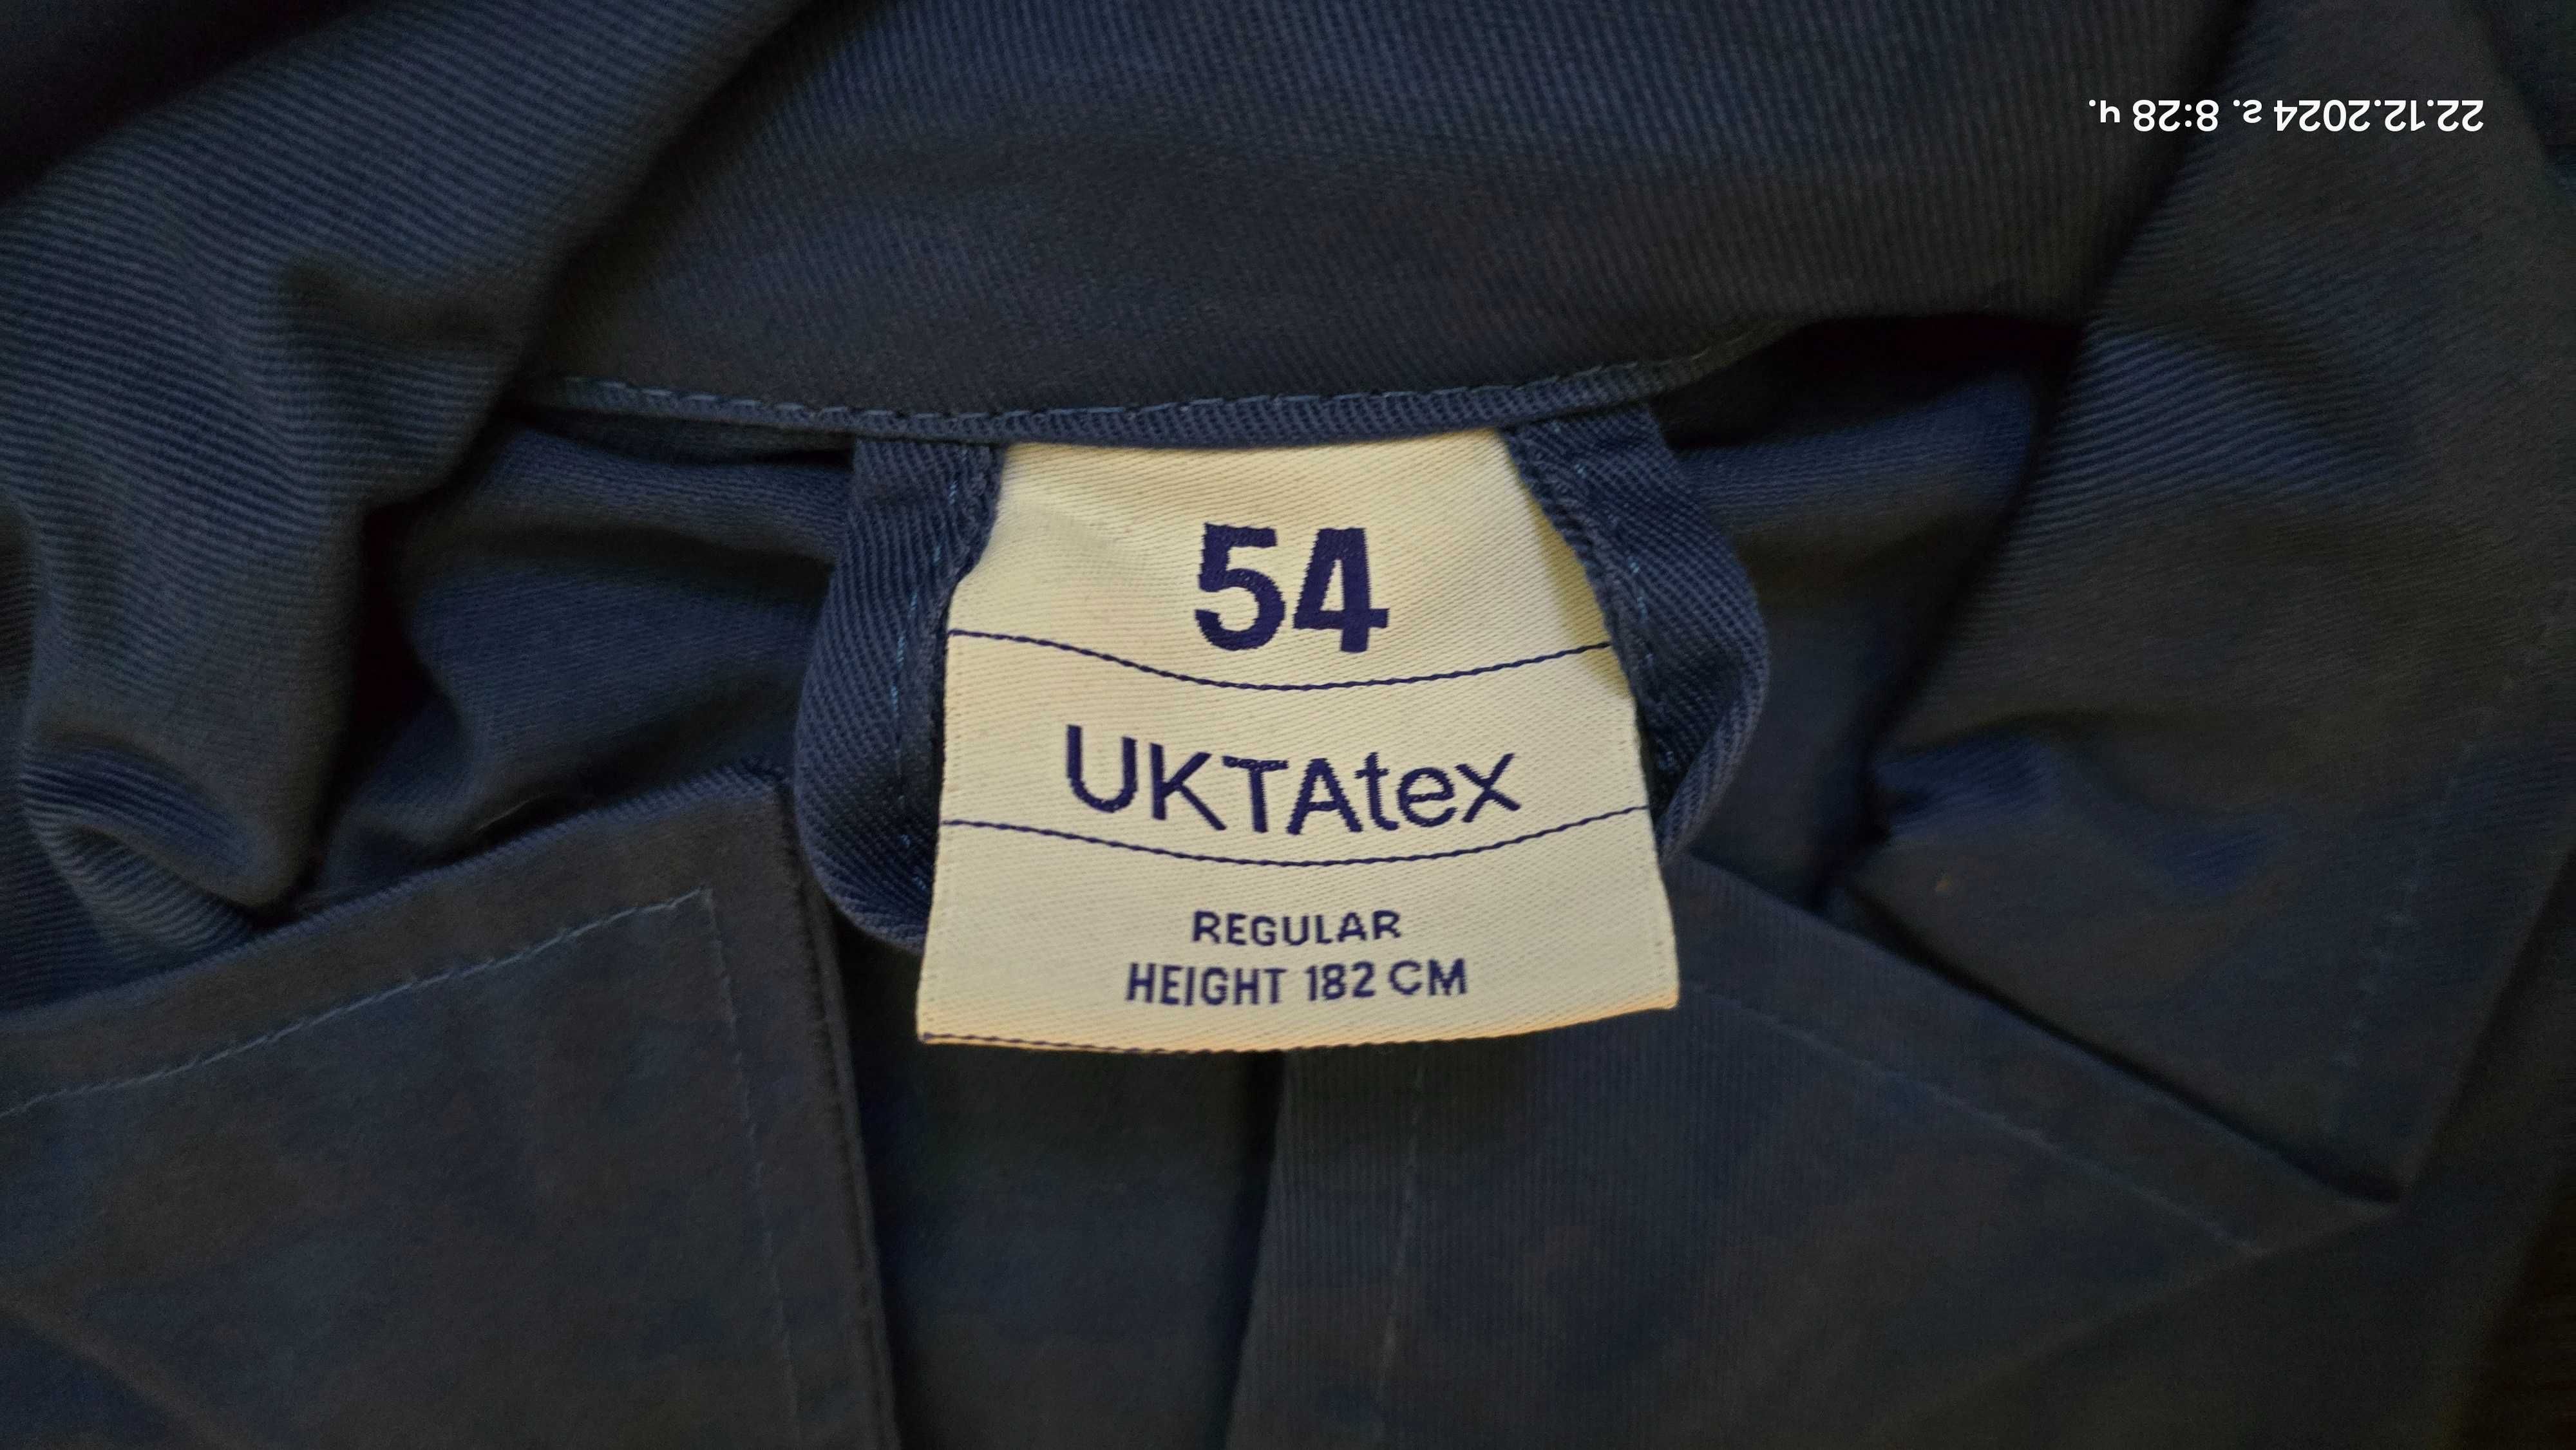 22.12.2024 г. 8:28 ч.
54
UKTAtex
REGULAR
HEIGHT 182 CM